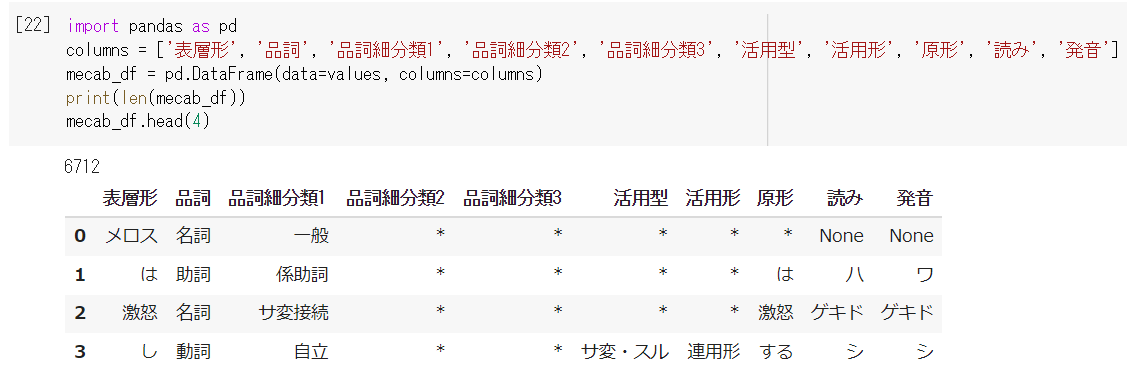 [22] import pandas as pd
columns = ['表層形', '品詞', '品詞細分類1', '品詞細分類2', '品詞細分類3', '活用型', '活用形', '原形', '読み', '発音']
mecab_df = pd.DataFrame(data=values, columns=columns)
print(len(mecab_df))
mecab_df.head(4)
6712
表層形 品詞 品詞細分類1 品詞細分類2 品詞細分類3 活用型 活用形 原形 読み 発音
0 メロス 名詞 一般 * * * * * None None
1 は 助詞 係助詞 * * * * は ハ ワ
2 激怒 名詞 サ変接続 * * * * 激怒 ゲキド ゲキド
3 し 動詞 自立 * * サ変・スル 連用形 する シ シ